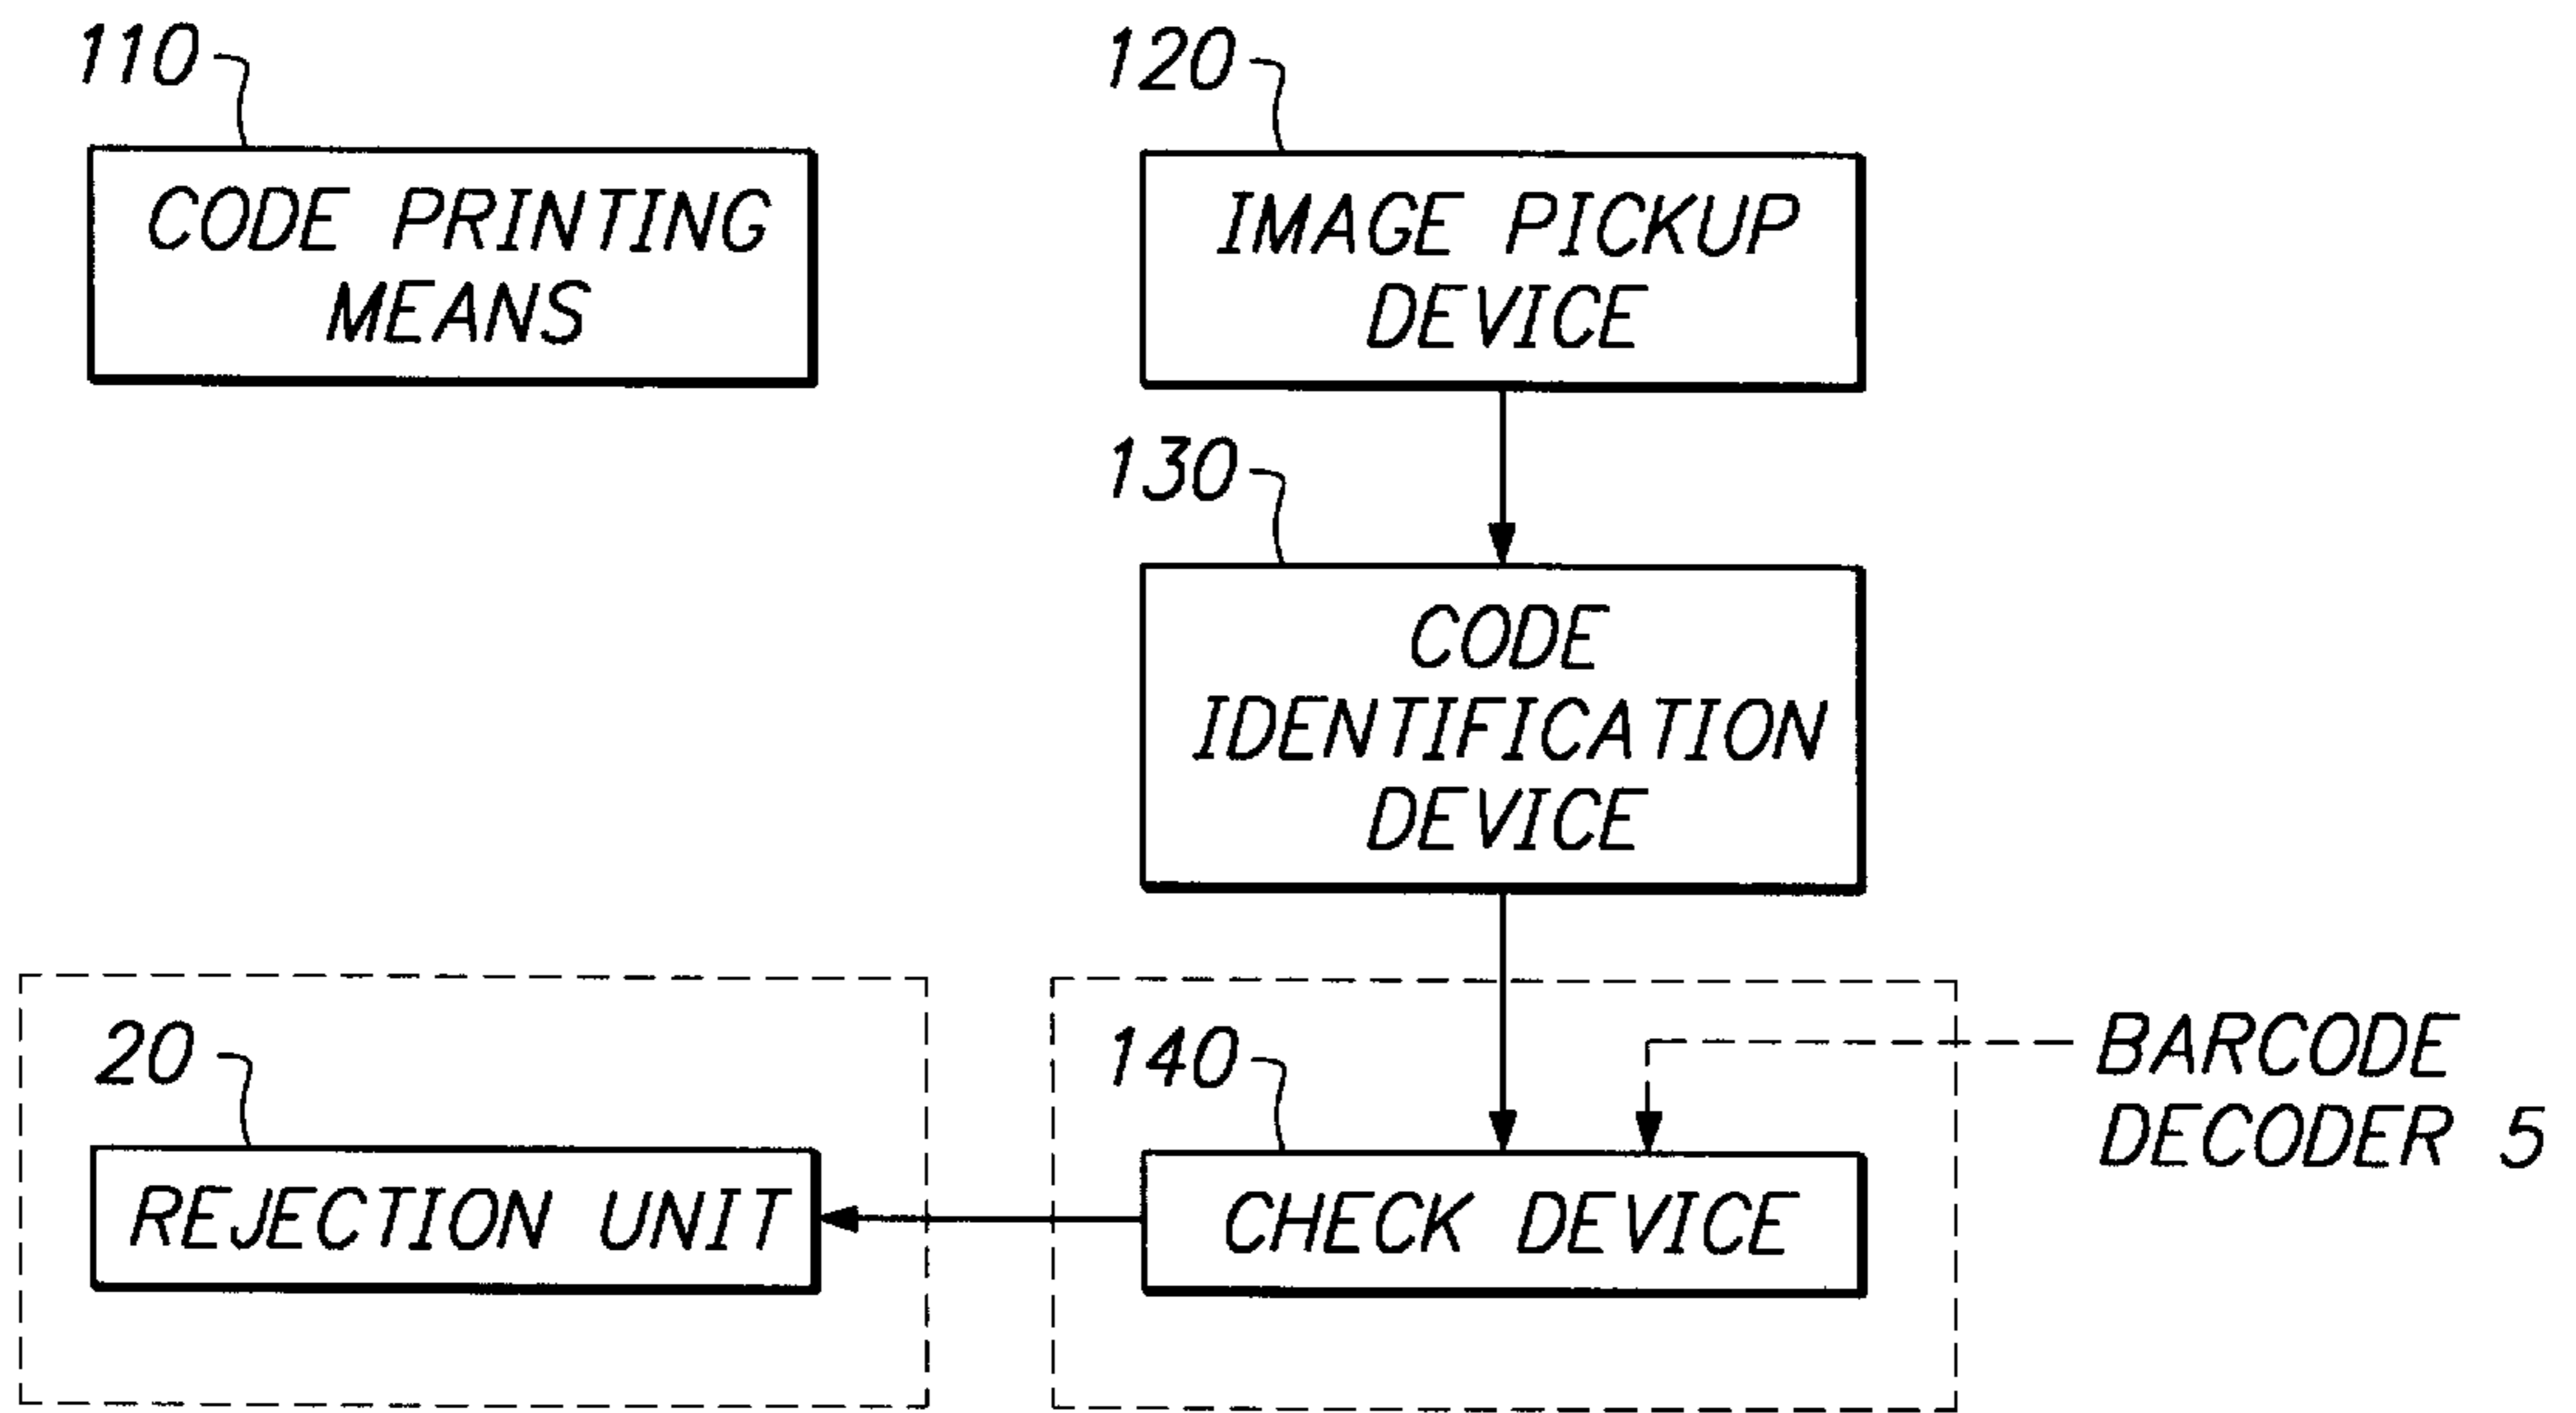 110
CODE PRINTING
MEANS
120
IMAGE PICKUP
DEVICE
130
CODE
IDENTIFICATION
DEVICE
20
REJECTION UNIT
140
CHECK DEVICE
BARCODE
DECODER 5